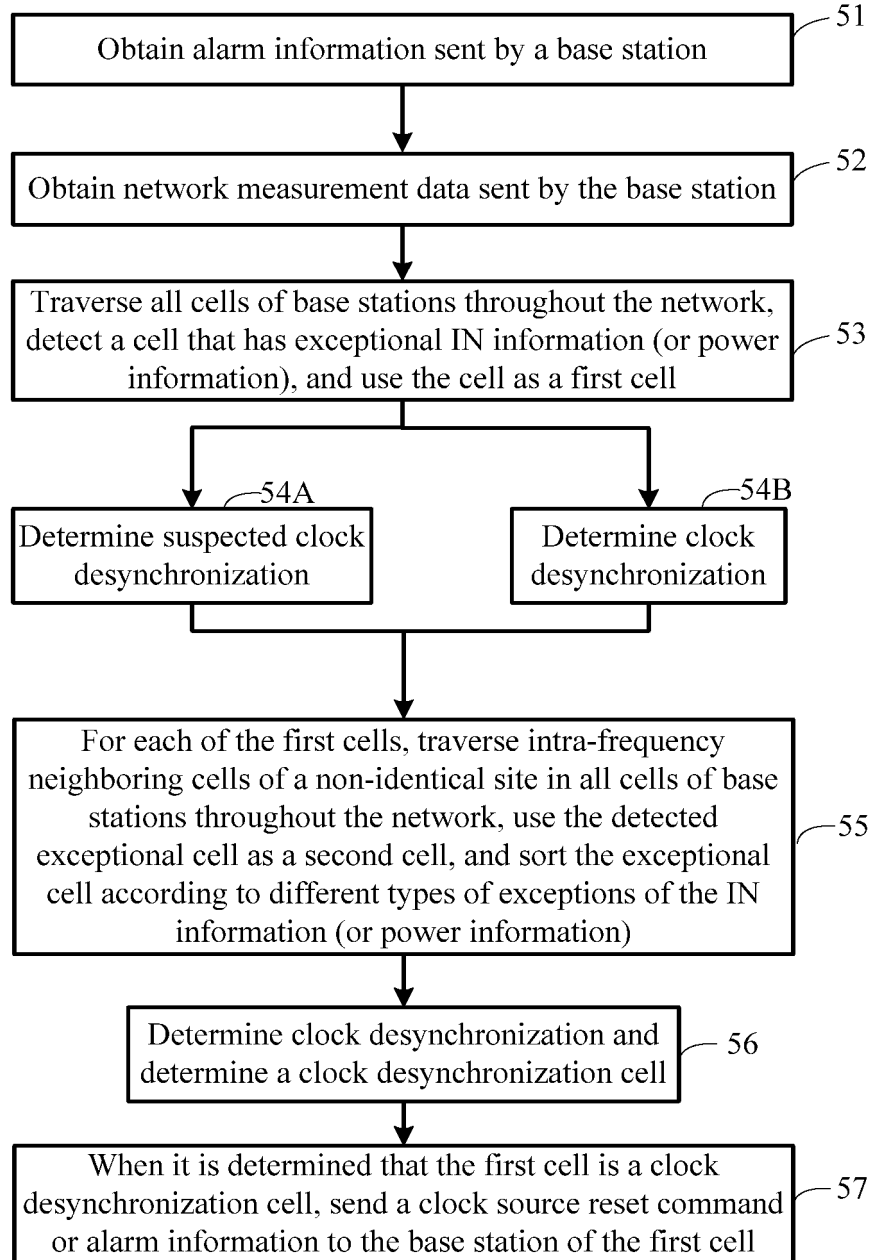 51
Obtain alarm information sent by a base station
52
Obtain network measurement data sent by the base station
Traverse all cells of base stations throughout the network,
detect a cell that has exceptional IN information (or power
information), and use the cell as a first cell
53
54A
Determine suspected clock
desynchronization
54B
Determine clock
desynchronization
For each of the first cells, traverse intra-frequency
neighboring cells of a non-identical site in all cells of base
stations throughout the network, use the detected
exceptional cell as a second cell, and sort the exceptional
cell according to different types of exceptions of the IN
information (or power information)
55
Determine clock desynchronization and
determine a clock desynchronization cell
56
When it is determined that the first cell is a clock
desynchronization cell, send a clock source reset command
or alarm information to the base station of the first cell
57